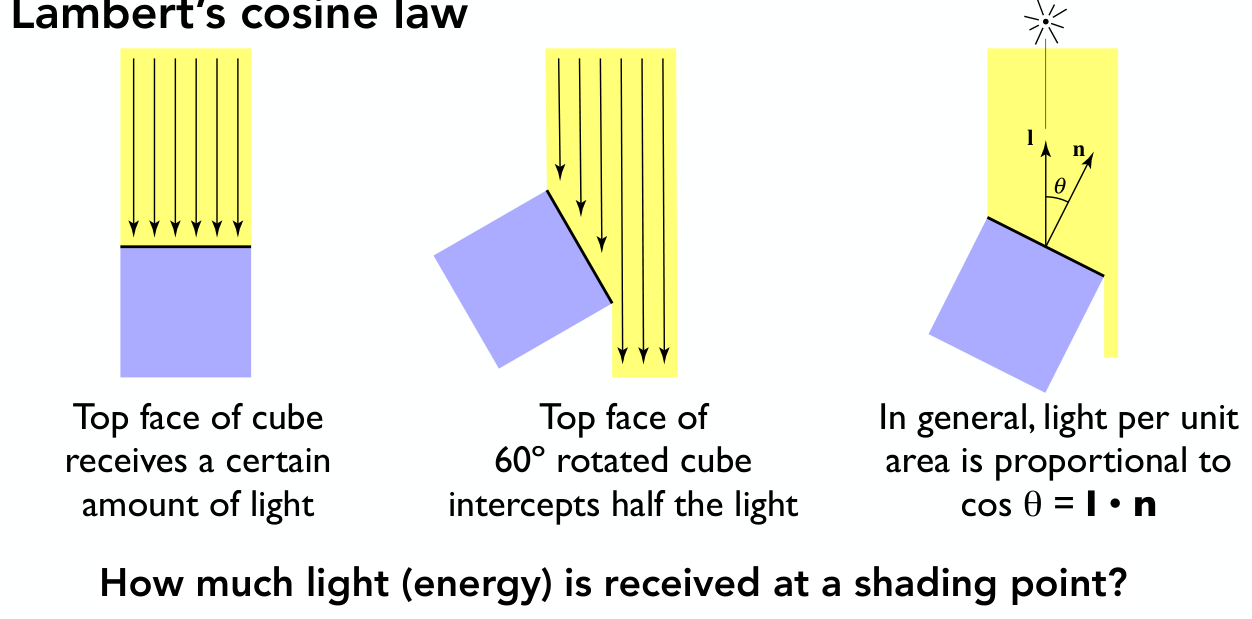 Lambert's cosine law
l
n
θ
Top face of cube
receives a certain
amount of light
Top face of
60º rotated cube
intercepts half the light
In general, light per unit
area is proportional to
cos θ = l • n
How much light (energy) is received at a shading point?